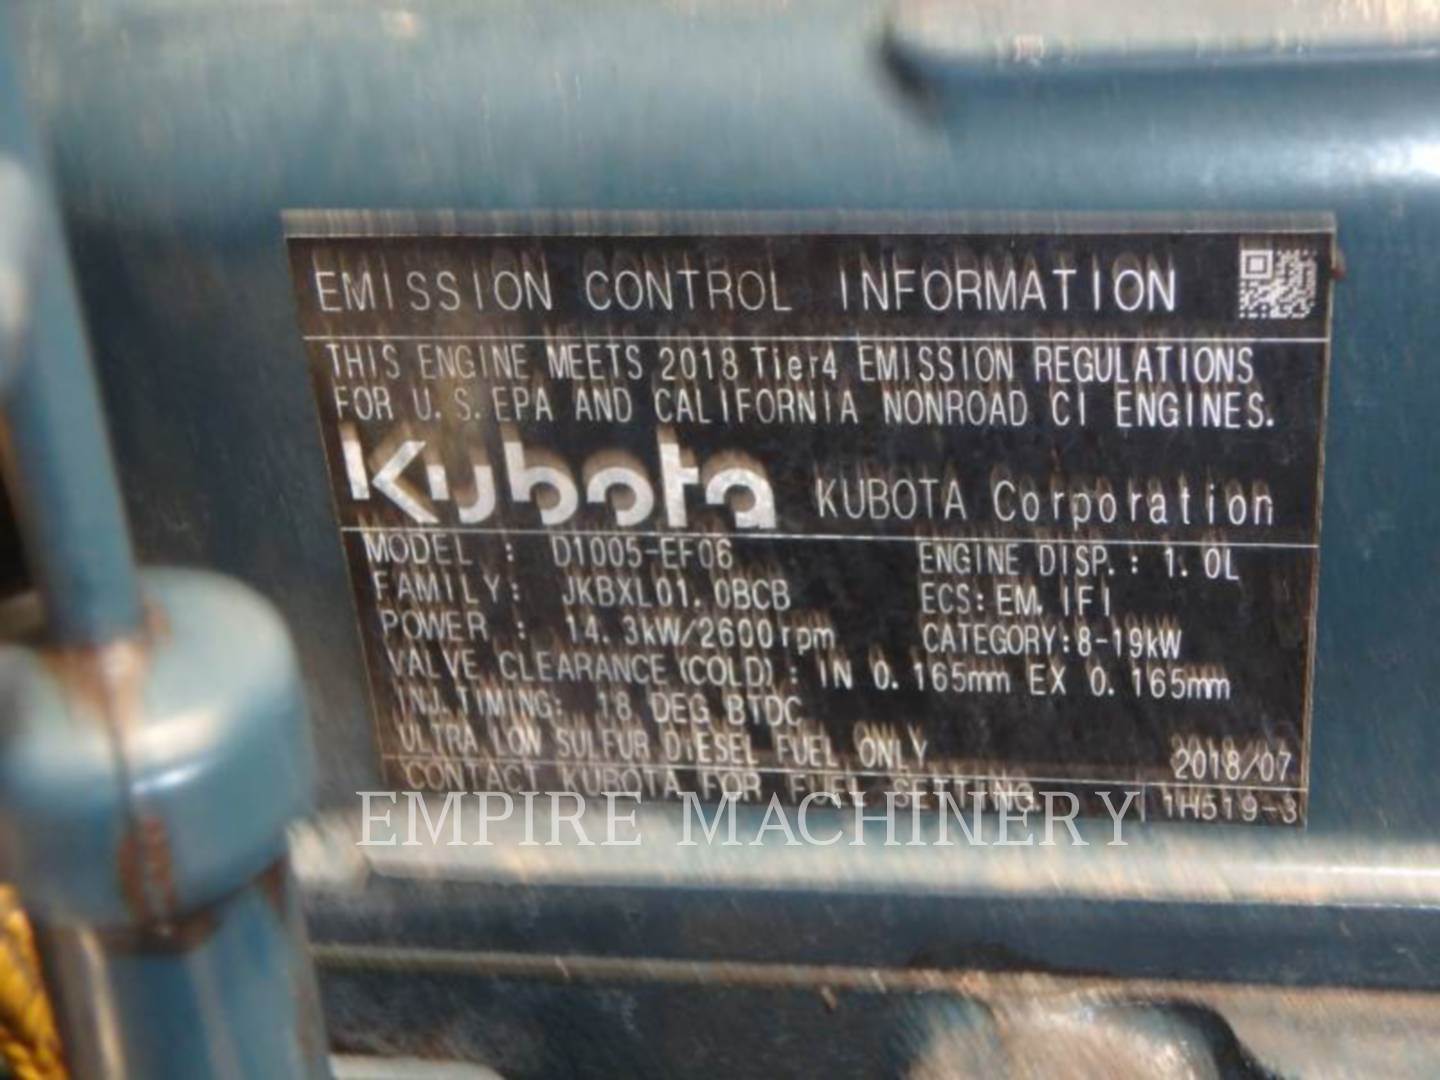 EMISSION CONTROL INFORMATION
THIS ENGINE MEETS 2018 Tier4 EMISSION REGULATIONS
FOR U.S. EPA AND CALIFORNIA NONROAD CI ENGINES.
Kubota KUBOTA Corporation
MODEL : D1005-EF06 ENGINE DISP. : 1.0L
FAMILY: JKBXL01.0BCB ECS: EM, IFI
POWER : 14.3kW/2600rpm CATEGORY:8-19kW
VALVE CLEARANCE (COLD) : IN 0.165mm EX 0.165mm
INJ.TIMING: 18 DEG BTDC
ULTRA LOW SULFUR DIESEL FUEL ONLY 2018/07
CONTACT KUBOTA FOR FUEL SETTING 1H519-3
EMPIRE MACHINERY